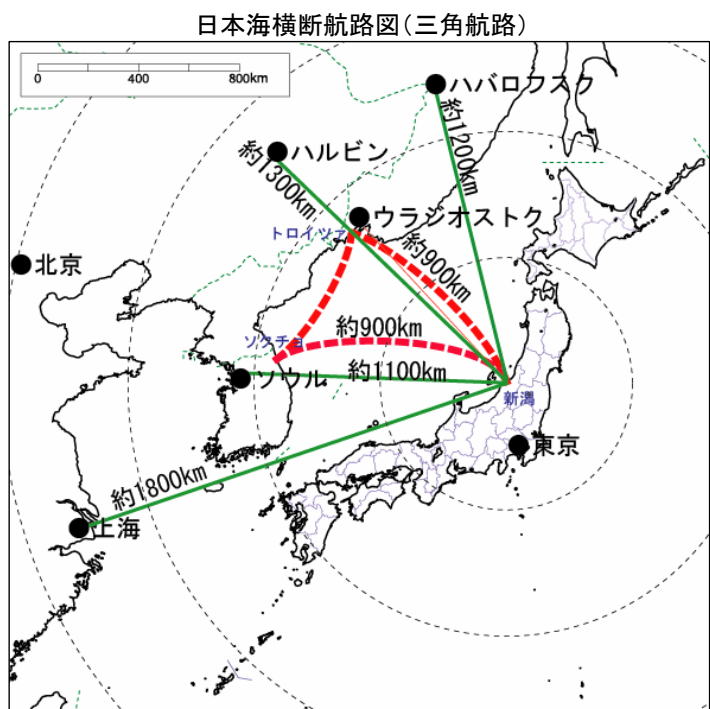 日本海横断航路図(三角航路)
0 400 800km
ハバロフスク
約1200km
ハルビン
約1300km
ウラジオストク
トロイツァ
約900km
北京
ソクチョ
約900km
ソウル
約1100km
新潟
東京
約1800km
上海